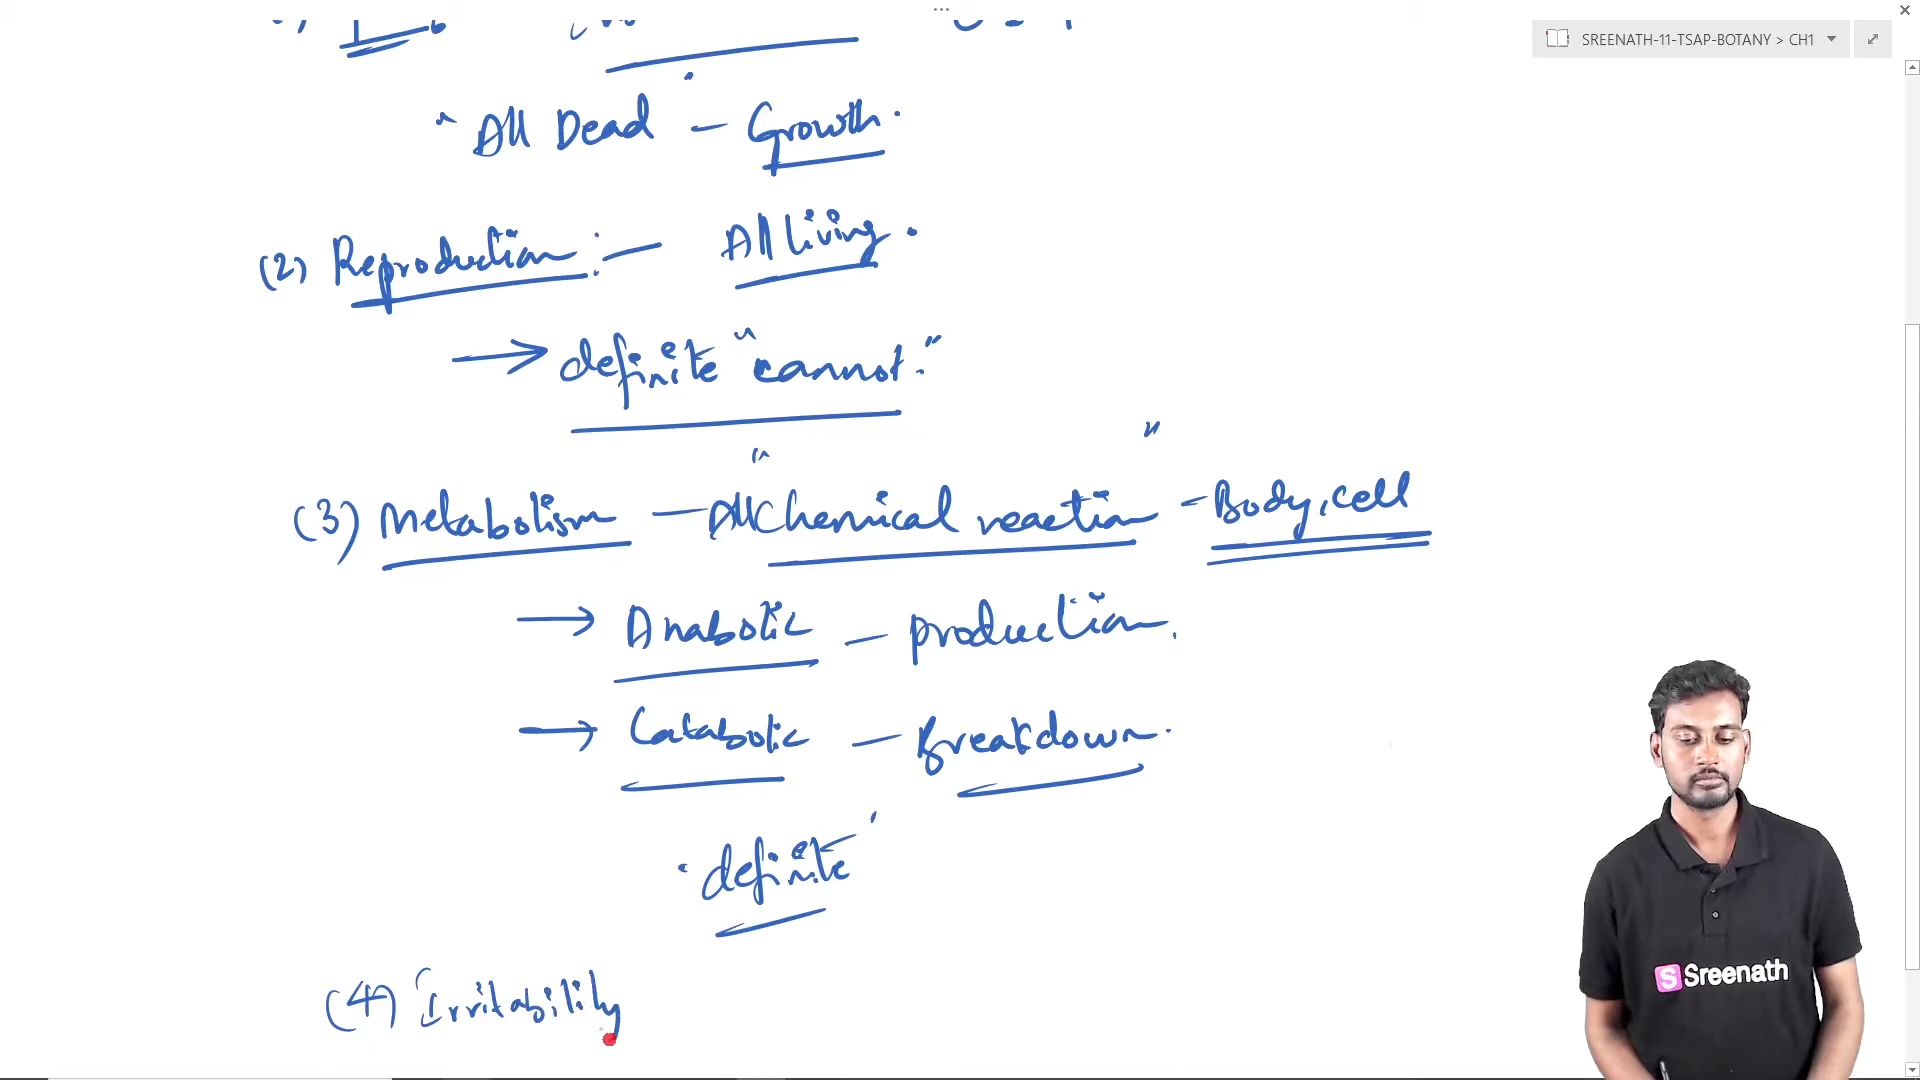 ...
SREENATH-11-TSAP-BOTANY > CH1
"All Dead" - Growth.
(2) Reproduction :- All living.
→ definite "cannot."
(3) Metabolism - "All Chemical reaction" - Body, cell
→ Anabolic - production.
→ Catabolic - Breakdown.
"definite"
(4) Irritability
S Sreenath